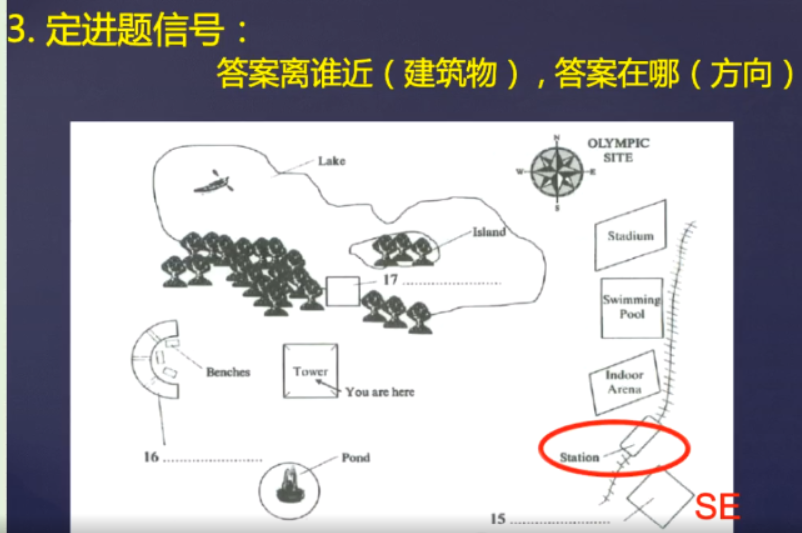 3. 定进题信号：
答案离谁近（建筑物），答案在哪（方向）
OLYMPIC
SITE
N
W
E
S
Lake
Island
Stadium
17 ............................
Swimming
Pool
Benches
Tower
You are here
Indoor
Arena
16 ............................
Pond
Station
SE
15 ............................